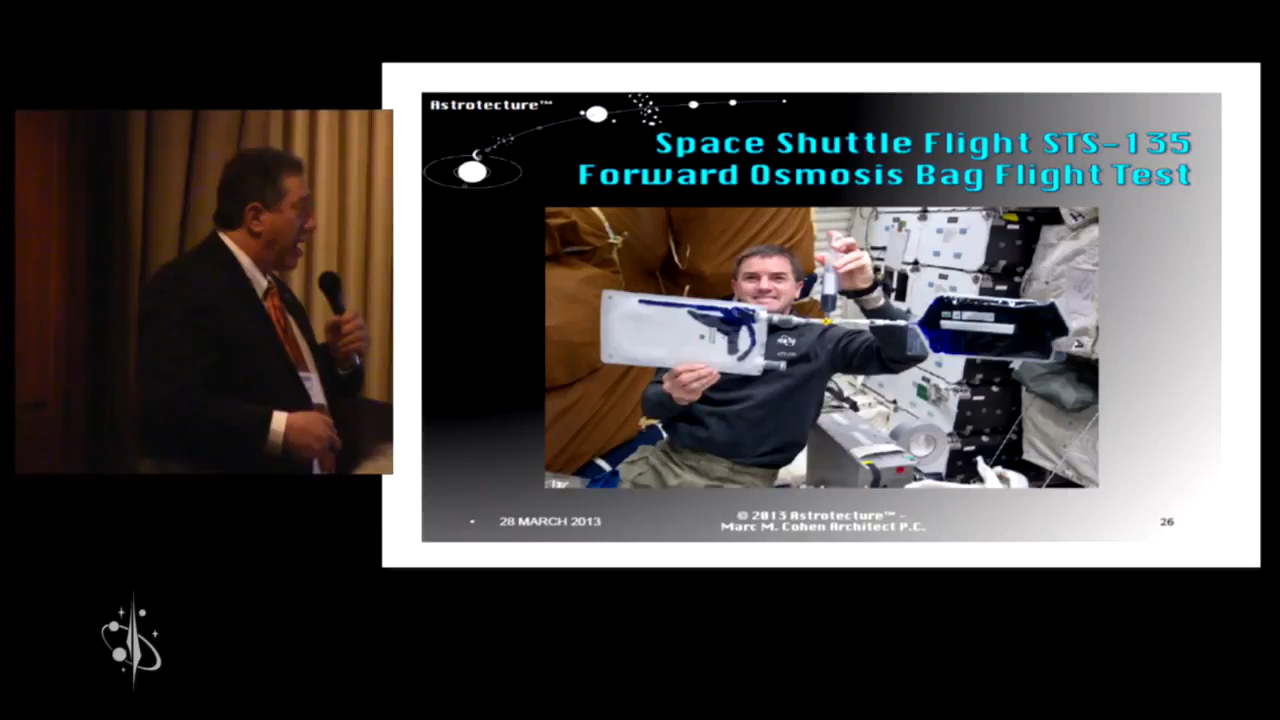 Astrotecture™
Space Shuttle Flight STS-135
Forward Osmosis Bag Flight Test
• 28 MARCH 2013
© 2013 Astrotecture™ -
Marc M. Cohen Architect P.C.
26